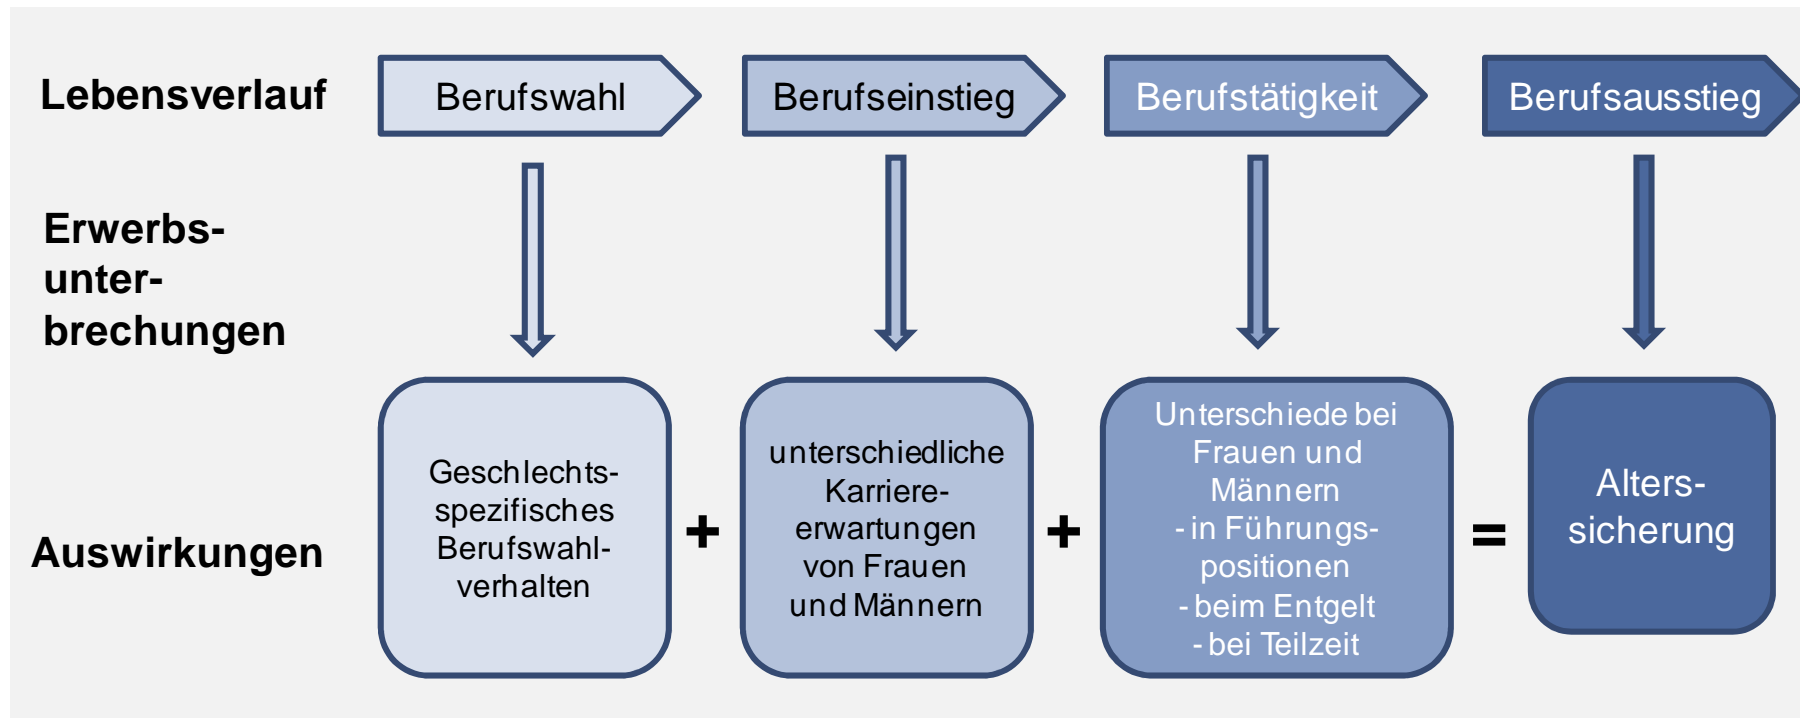 Lebensverlauf
Berufswahl
Berufseinstieg
Berufstätigkeit
Berufsausstieg
Erwerbs-
unter-
brechungen
Auswirkungen
Geschlechts-
spezifisches
Berufswahl-
verhalten
+
unterschiedliche
Karriere-
erwartungen
von Frauen
und Männern
+
Unterschiede bei
Frauen und
Männern
- in Führungs-
positionen
- beim Entgelt
- bei Teilzeit
=
Alters-
sicherung